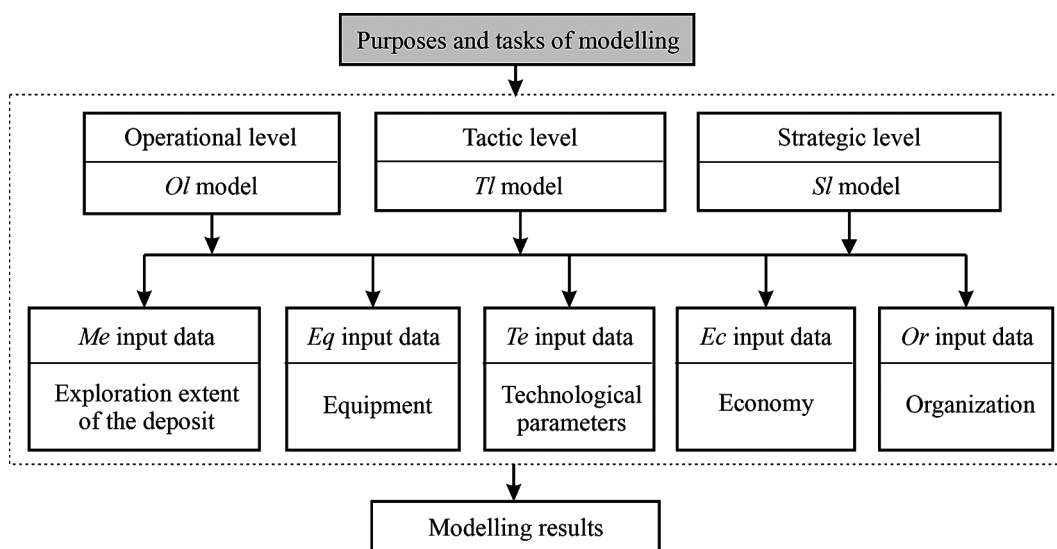 Purposes and tasks of modelling
Operational level
Ol model
Tactic level
Tl model
Strategic level
Sl model
Me input data
Exploration extent
of the deposit
Eq input data
Equipment
Te input data
Technological
parameters
Ec input data
Economy
Or input data
Organization
Modelling results